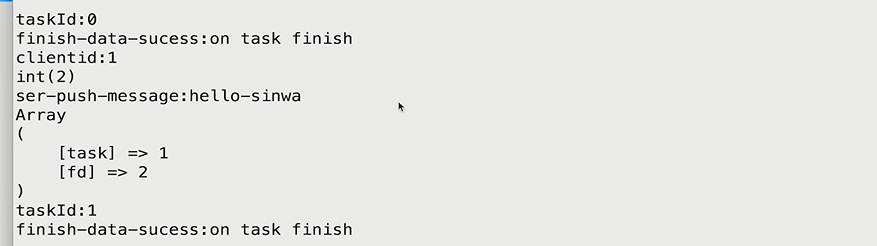 taskId:0
finish-data-sucess:on task finish
clientid:1
int(2)
ser-push-message:hello-sinwa
Array
(
    [task] => 1
    [fd] => 2
)
taskId:1
finish-data-sucess:on task finish